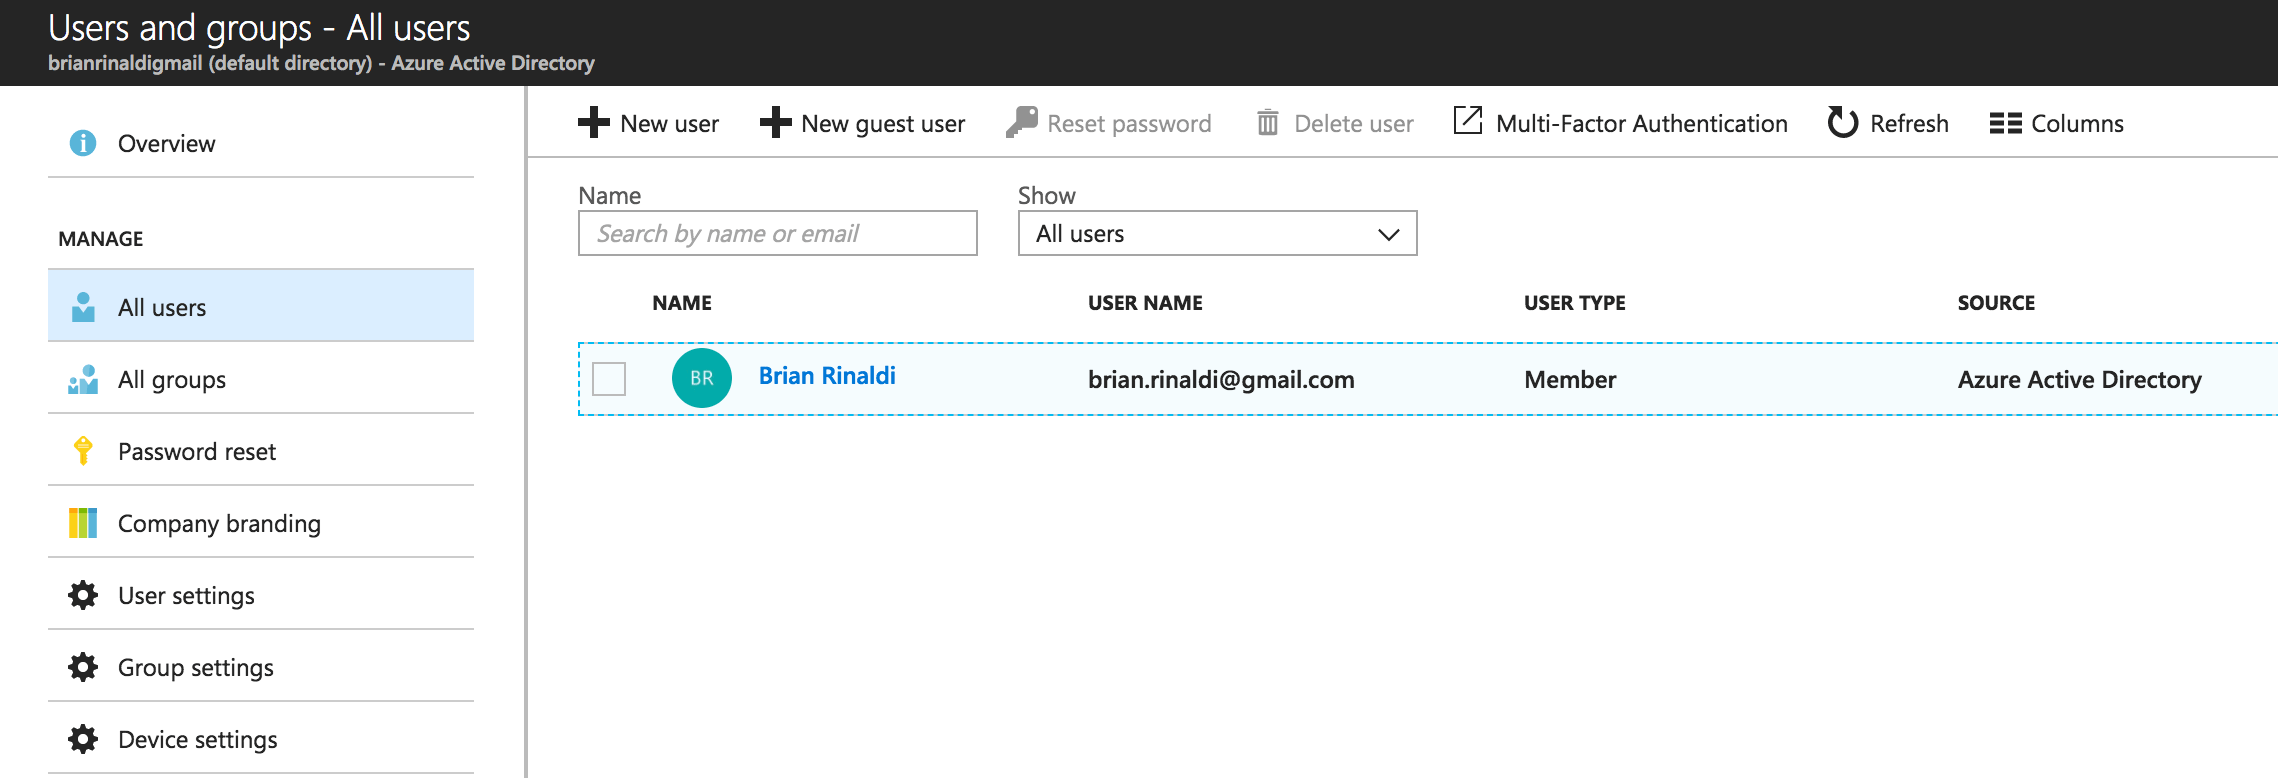 Users and groups - All users
brianrinaldigmail (default directory) - Azure Active Directory
Overview
MANAGE
All users
All groups
Password reset
Company branding
User settings
Group settings
Device settings
New user New guest user Reset password Delete user Multi-Factor Authentication Refresh Columns
Name Show
Search by name or email All users
NAME USER NAME USER TYPE SOURCE
BR Brian Rinaldi brian.rinaldi@gmail.com Member Azure Active Directory